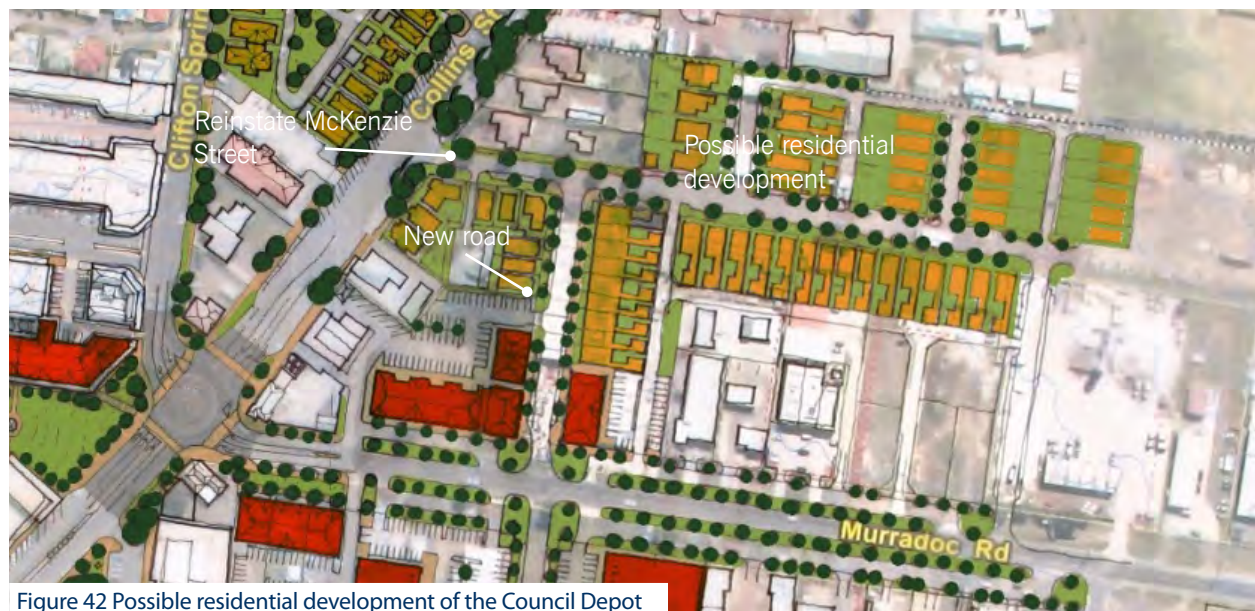 Clifton Spring
Collins St
Reinstate McKenzie
Street
Possible residential
development
New road
Murradoc Rd
Figure 42 Possible residential development of the Council Depot